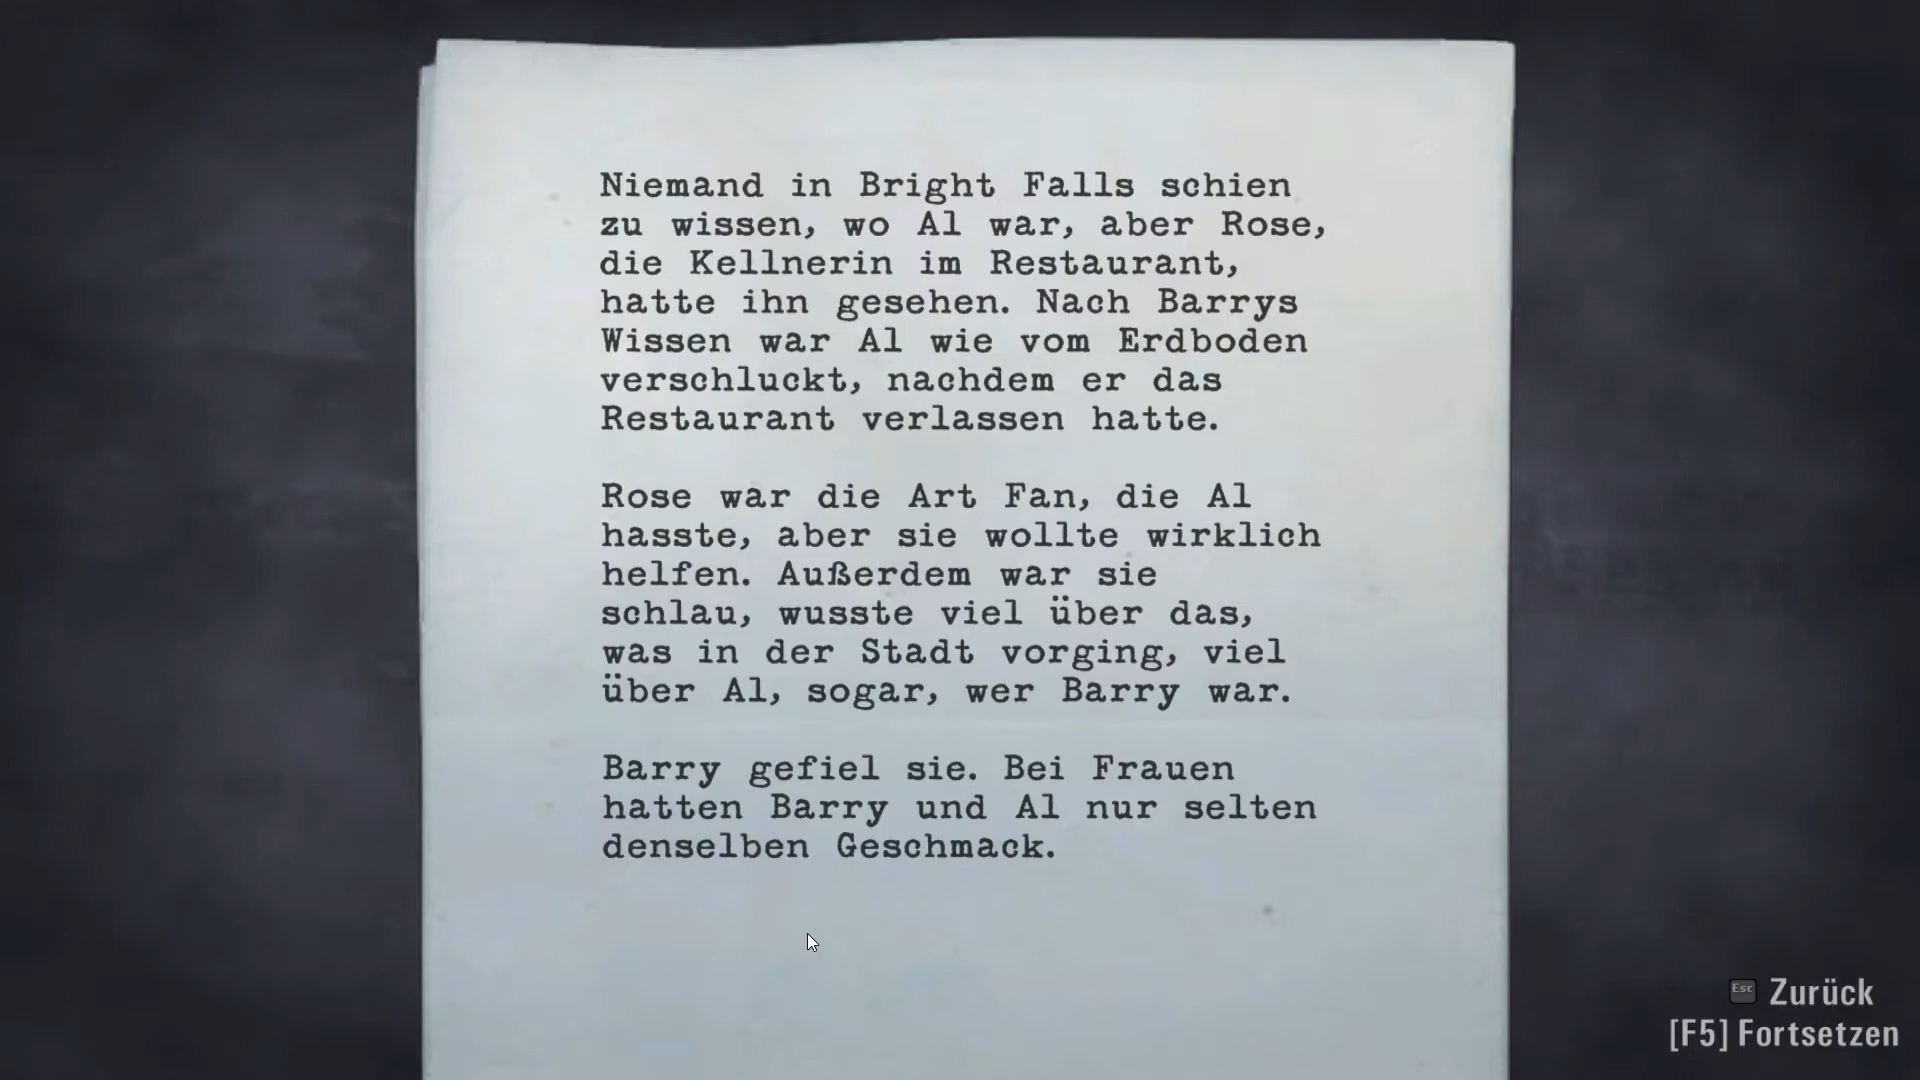 Niemand in Bright Falls schien
zu wissen, wo Al war, aber Rose,
die Kellnerin im Restaurant,
hatte ihn gesehen. Nach Barrys
Wissen war Al wie vom Erdboden
verschluckt, nachdem er das
Restaurant verlassen hatte.

Rose war die Art Fan, die Al
hasste, aber sie wollte wirklich
helfen. Außerdem war sie
schlau, wusste viel über das,
was in der Stadt vorging, viel
über Al, sogar, wer Barry war.

Barry gefiel sie. Bei Frauen
hatten Barry und Al nur selten
denselben Geschmack.

Esc Zurück
[F5] Fortsetzen